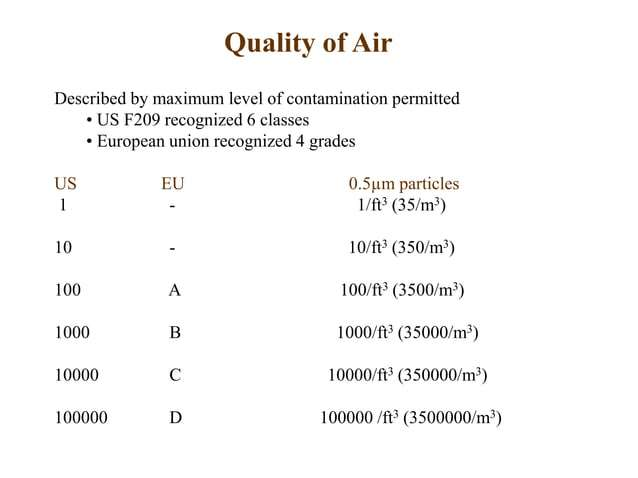 Quality of Air
Described by maximum level of contamination permitted
• US F209 recognized 6 classes
• European union recognized 4 grades
US EU 0.5µm particles
1 - 1/ft³ (35/m³)
10 - 10/ft³ (350/m³)
100 A 100/ft³ (3500/m³)
1000 B 1000/ft³ (35000/m³)
10000 C 10000/ft³ (350000/m³)
100000 D 100000 /ft³ (3500000/m³)